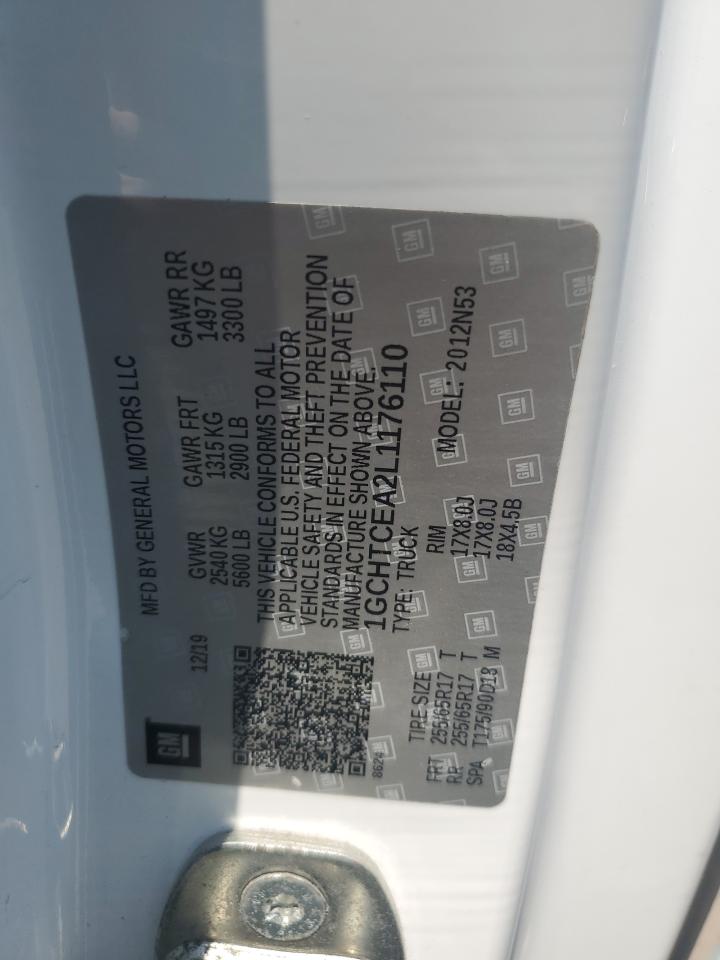 GM
MFD BY GENERAL MOTORS LLC
12/19
GVWR GAWR FRT GAWR RR
2540 KG 1315 KG 1497 KG
5600 LB 2900 LB 3300 LB
THIS VEHICLE CONFORMS TO ALL
APPLICABLE U.S. FEDERAL MOTOR
VEHICLE SAFETY AND THEFT PREVENTION
STANDARDS IN EFFECT ON THE DATE OF
MANUFACTURE SHOWN ABOVE.
1GCHTCEA2L1176110
TYPE: TRUCK MODEL: 2012N53
8624
TIRE SIZE RIM
FRT 255/65R17 T 17X8.0J
RR 255/65R17 T 17X8.0J
SPA T175/90D18 M 18X4.5B